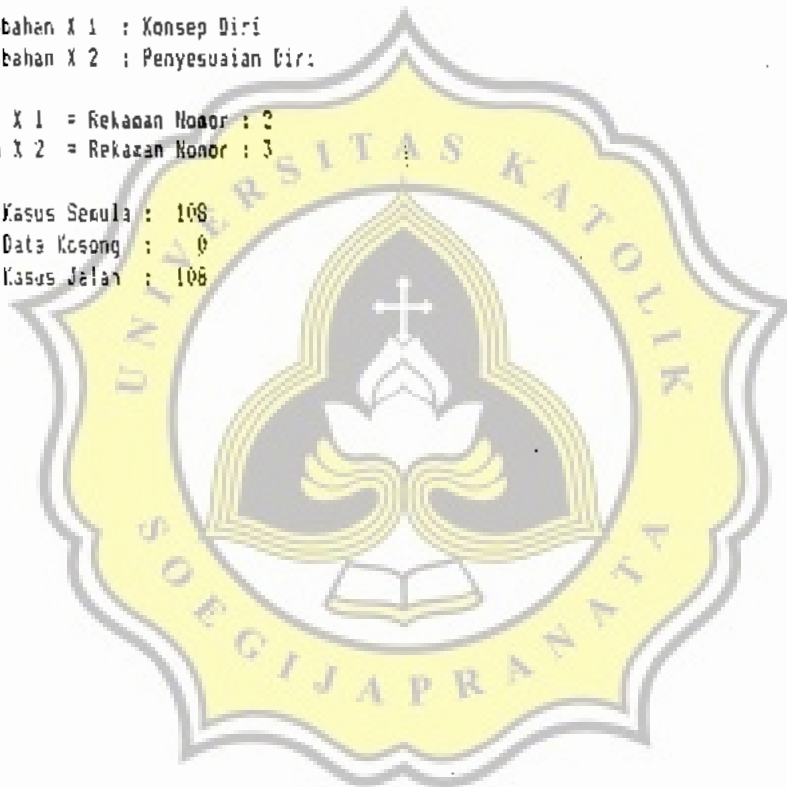 bahan X 1 : Konsep Diri
bahan X 2 : Penyesuaian Diri
X 1 = Rekaman Nomor : 2
X 2 = Rekaman Nomor : 3
Kasus Semula : 108
Data Kosong : 0
Kasus Jalan : 108
UNIVERSITAS KATOLIK
SOEGIJAPRANATA